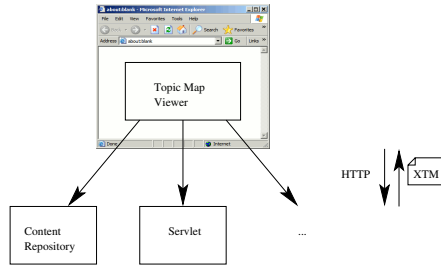 about:blank - Microsoft Internet Explorer
File Edit View Favorites Tools Help
Search Favorites
Address about:blank Go Links
Topic Map
Viewer
Done Internet
HTTP
XTM
Content
Repository
Servlet
...